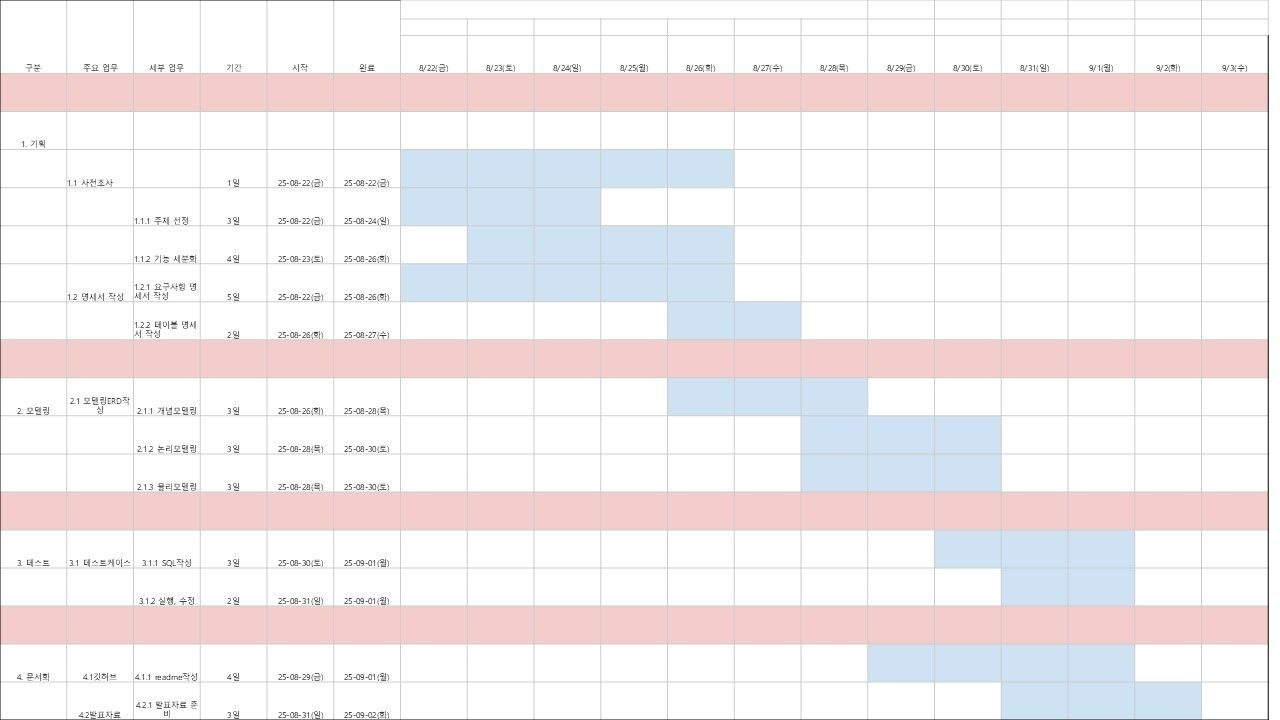 구분 주요 업무 세부 업무 기간 시작 완료 8/22(금) 8/23(토) 8/24(일) 8/25(월) 8/26(화) 8/27(수) 8/28(목) 8/29(금) 8/30(토) 8/31(일) 9/1(월) 9/2(화) 9/3(수)
1. 기획
1.1 사전조사 1일 25-08-22(금) 25-08-22(금)
1.1.1 주제 선정 3일 25-08-22(금) 25-08-24(일)
1.1.2 기능 세분화 4일 25-08-23(토) 25-08-26(화)
1.2 명세서 작성 1.2.1 요구사항 명
세서 작성 5일 25-08-22(금) 25-08-26(화)
1.2.2 테이블 명세
서 작성 2일 25-08-26(화) 25-08-27(수)
2. 모델링 2.1 모델링ERD작
성 2.1.1 개념모델링 3일 25-08-26(화) 25-08-28(목)
2.1.2 논리모델링 3일 25-08-28(목) 25-08-30(토)
2.1.3 물리모델링 3일 25-08-28(목) 25-08-30(토)
3. 테스트 3.1 테스트케이스 3.1.1 SQL작성 3일 25-08-30(토) 25-09-01(월)
3.1.2 실행, 수정 2일 25-08-31(일) 25-09-01(월)
4. 문서화 4.1깃허브 4.1.1 readme작성 4일 25-08-29(금) 25-09-01(월)
4.2발표자료 4.2.1 발표자료 준
비 3일 25-08-31(일) 25-09-02(화)